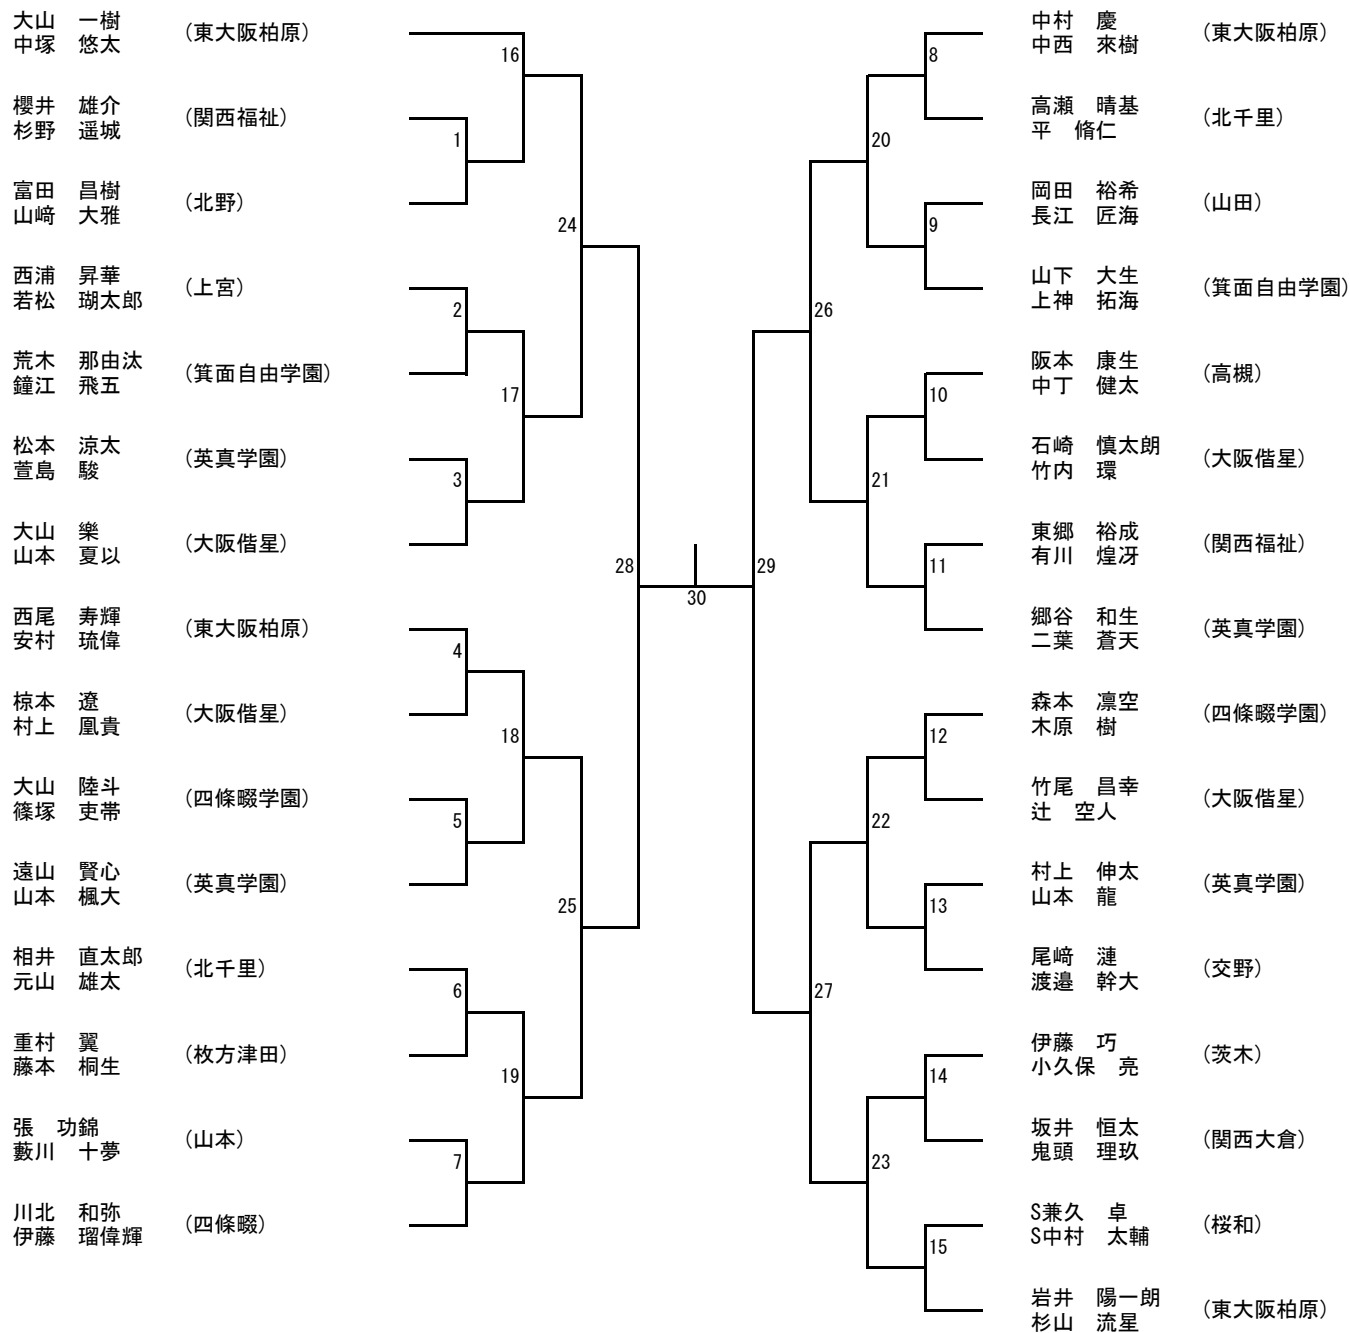 大山　一樹
中塚　悠太
（東大阪柏原）
16
櫻井　雄介
杉野　遥城
（関西福祉）
1
富田　昌樹
山﨑　大雅
（北野）
24
西浦　昇華
若松　瑚太郎
（上宮）
2
荒木　那由汰
鐘江　飛五
（箕面自由学園）
17
松本　涼太
萱島　駿
（英真学園）
3
大山　樂
山本　夏以
（大阪偕星）
28
西尾　寿輝
安村　琉偉
（東大阪柏原）
4
椋本　遼
村上　凰貴
（大阪偕星）
18
大山　陸斗
篠塚　吏帯
（四條畷学園）
5
遠山　賢心
山本　楓大
（英真学園）
25
相井　直太郎
元山　雄太
（北千里）
6
重村　翼
藤本　桐生
（枚方津田）
19
張　功錦
藪川　十夢
（山本）
7
川北　和弥
伊藤　瑠偉輝
（四條畷）
30
中村　慶
中西　來樹
（東大阪柏原）
8
高瀬　晴基
平　脩仁
（北千里）
20
岡田　裕希
長江　匠海
（山田）
9
山下　大生
上神　拓海
（箕面自由学園）
26
阪本　康生
中丁　健太
（高槻）
10
石崎　慎太朗
竹内　環
（大阪偕星）
21
東郷　裕成
有川　煌冴
（関西福祉）
11
29
郷谷　和生
二葉　蒼天
（英真学園）
森本　凛空
木原　樹
（四條畷学園）
12
竹尾　昌幸
辻　空人
（大阪偕星）
22
村上　伸太
山本　龍
（英真学園）
13
尾﨑　漣
渡邉　幹大
（交野）
27
伊藤　巧
小久保　亮
（茨木）
14
坂井　恒太
鬼頭　理玖
（関西大倉）
23
S兼久　卓
S中村　太輔
（桜和）
15
岩井　陽一朗
杉山　流星
（東大阪柏原）